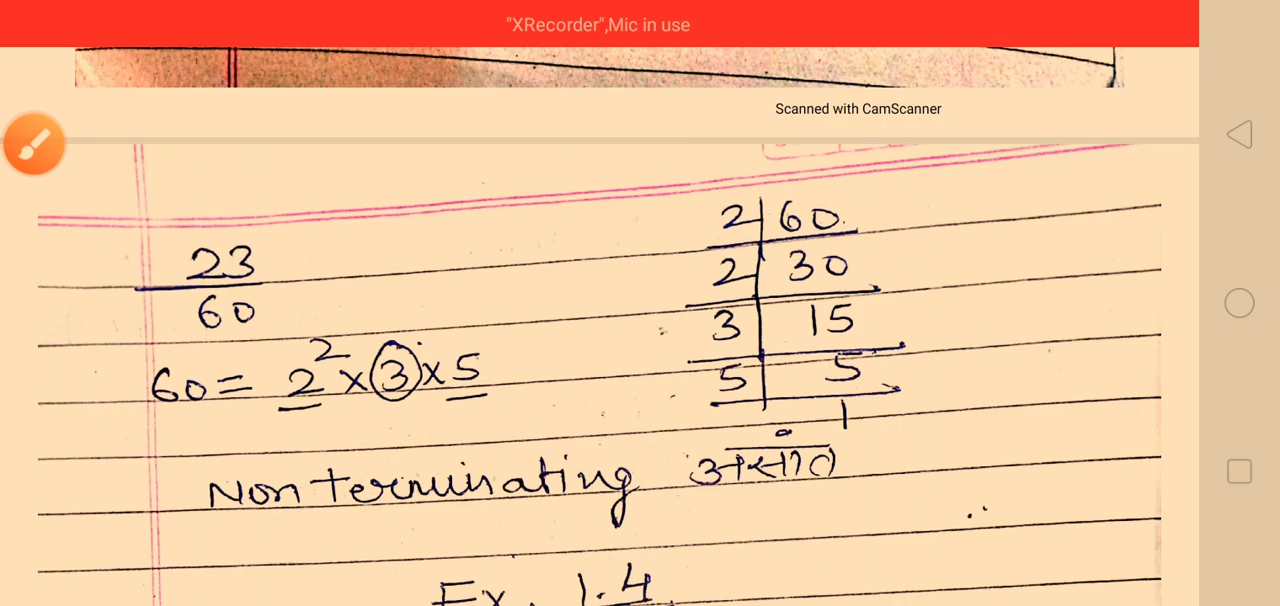 "XRecorder",Mic in use
Scanned with CamScanner
23
60
60 = 2² × 3 × 5
2 | 60
2 | 30
3 | 15
5 | 5
1
Non terminating
Ex. 1.4